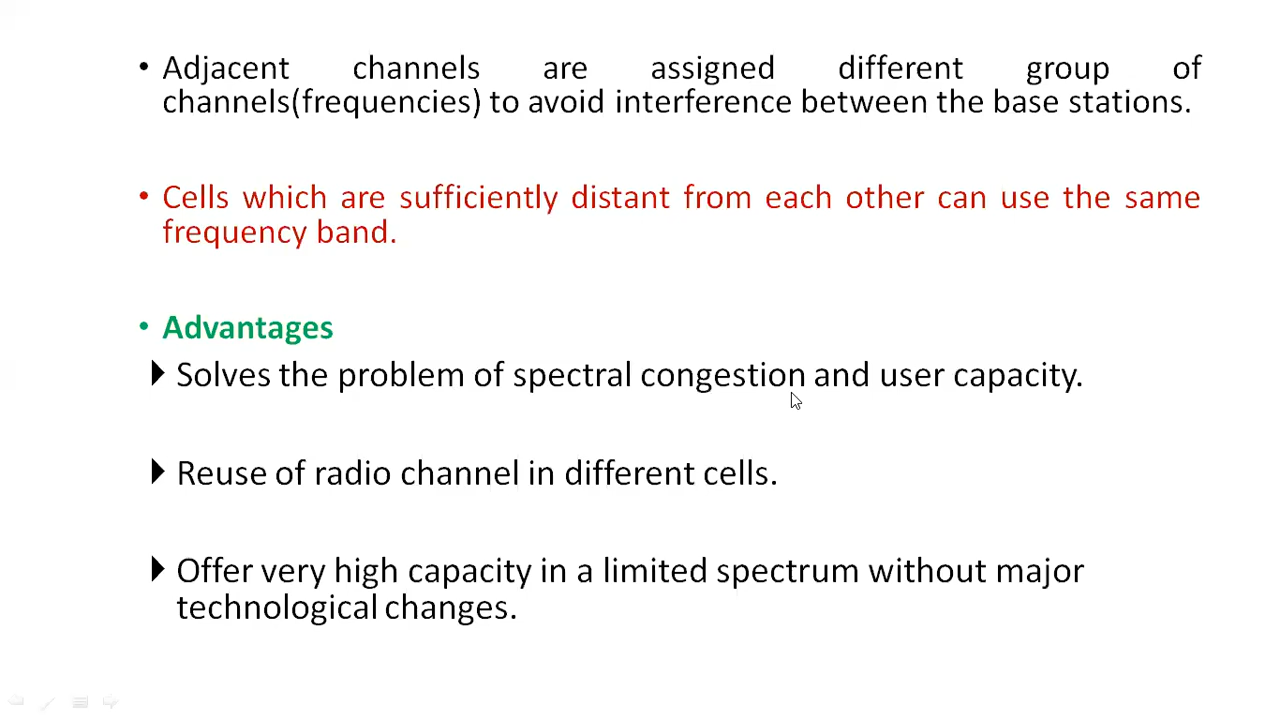 • Adjacent channels are assigned different group of
channels(frequencies) to avoid interference between the base stations.
• Cells which are sufficiently distant from each other can use the same
frequency band.
• Advantages
Solves the problem of spectral congestion and user capacity.
Reuse of radio channel in different cells.
Offer very high capacity in a limited spectrum without major
technological changes.